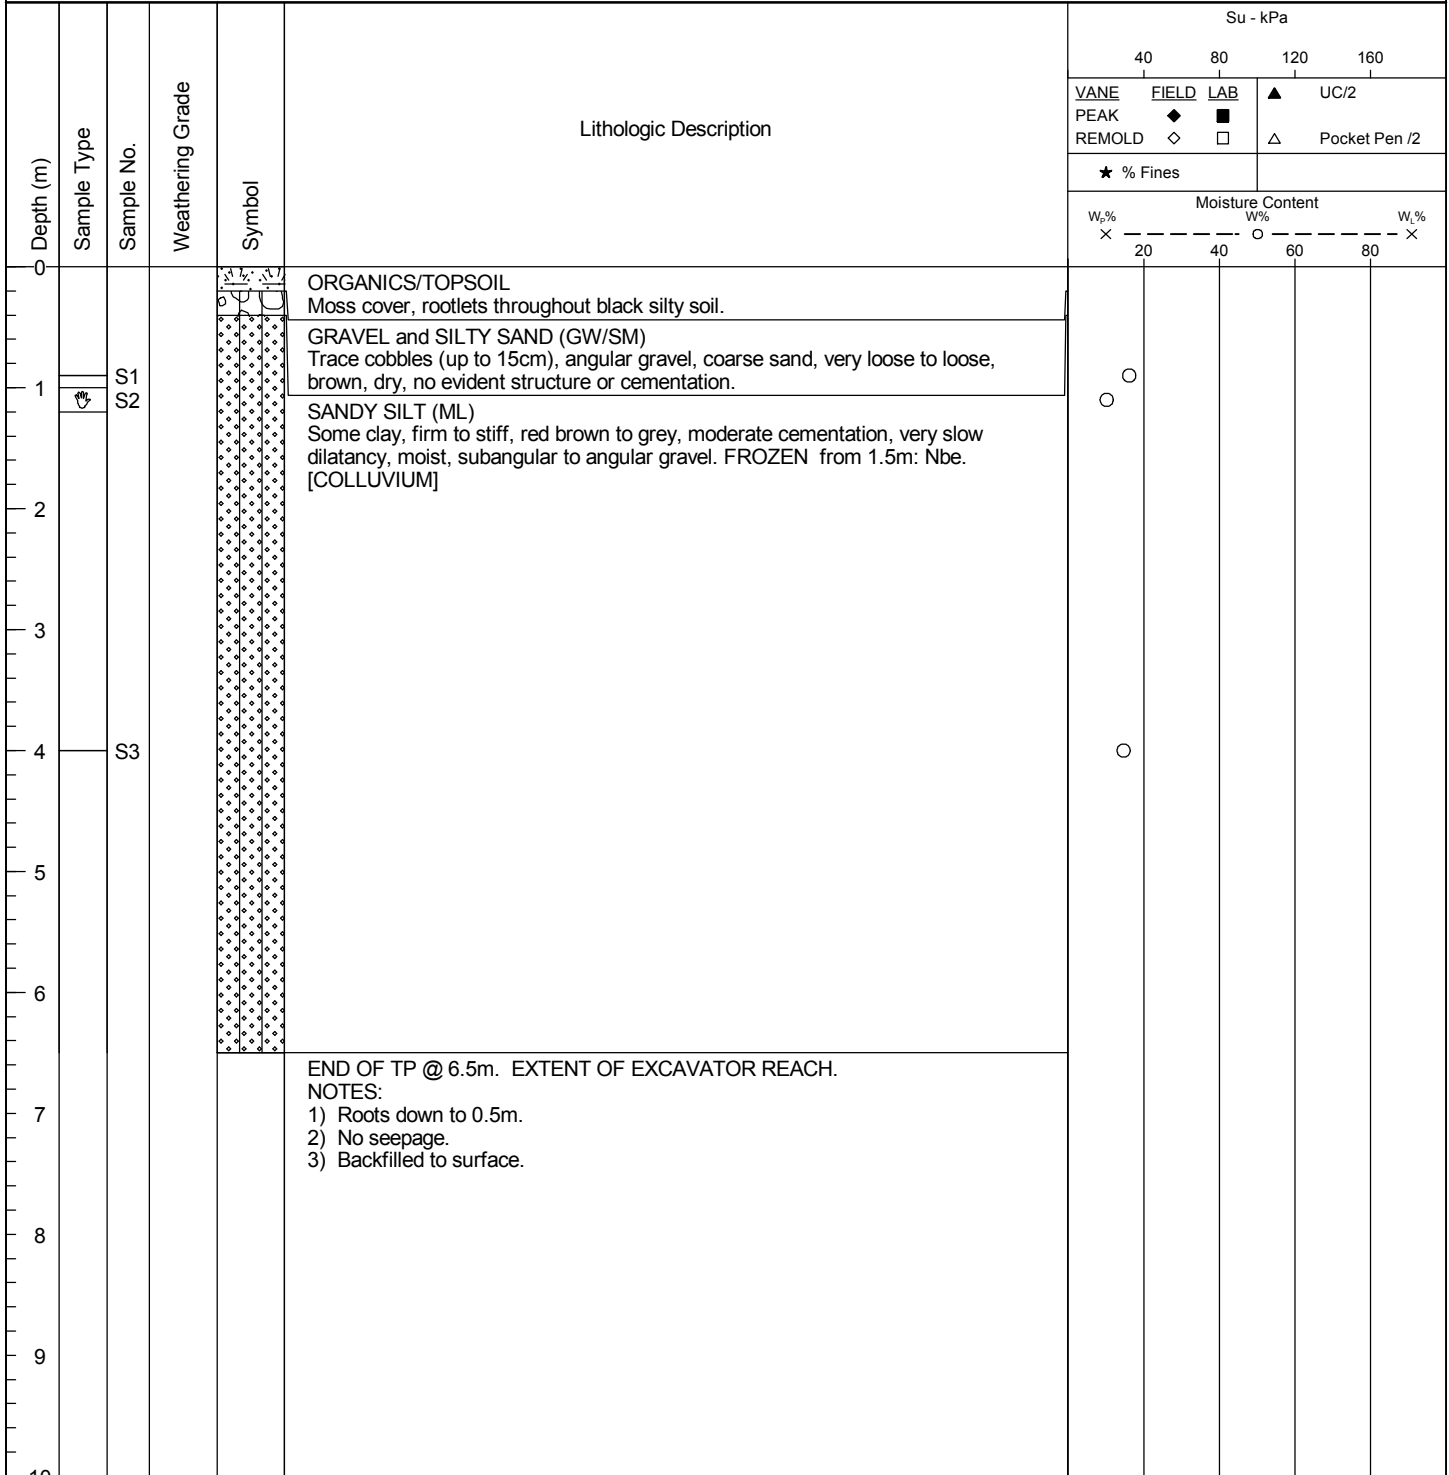 Su - kPa
40 80 120 160
VANE FIELD LAB ▲ UC/2
PEAK ◆ ■
REMOLD ◇ □ △ Pocket Pen /2
★ % Fines
Moisture Content
Wₚ% W% W_L%
20 40 60 80
Depth (m)
Sample Type
Sample No.
Weathering Grade
Symbol
Lithologic Description
0
ORGANICS/TOPSOIL
Moss cover, rootlets throughout black silty soil.
GRAVEL and SILTY SAND (GW/SM)
Trace cobbles (up to 15cm), angular gravel, coarse sand, very loose to loose,
brown, dry, no evident structure or cementation.
S1
1
S2
SANDY SILT (ML)
Some clay, firm to stiff, red brown to grey, moderate cementation, very slow
dilatancy, moist, subangular to angular gravel. FROZEN from 1.5m: Nbe.
[COLLUVIUM]
2
3
4 S3
5
6
END OF TP @ 6.5m. EXTENT OF EXCAVATOR REACH.
NOTES:
1) Roots down to 0.5m.
7
2) No seepage.
3) Backfilled to surface.
8
9
10